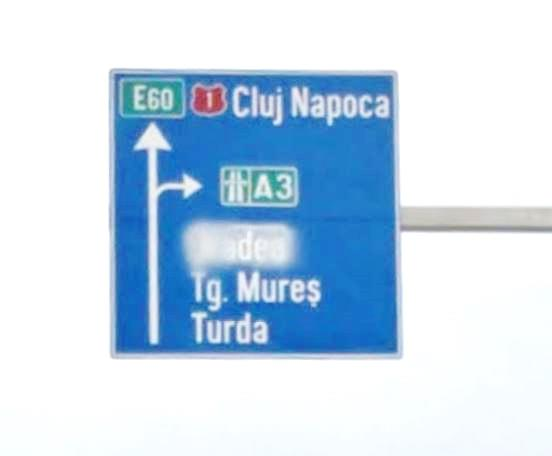 E60 1 Cluj Napoca
A3
Tg. Mureș
Turda